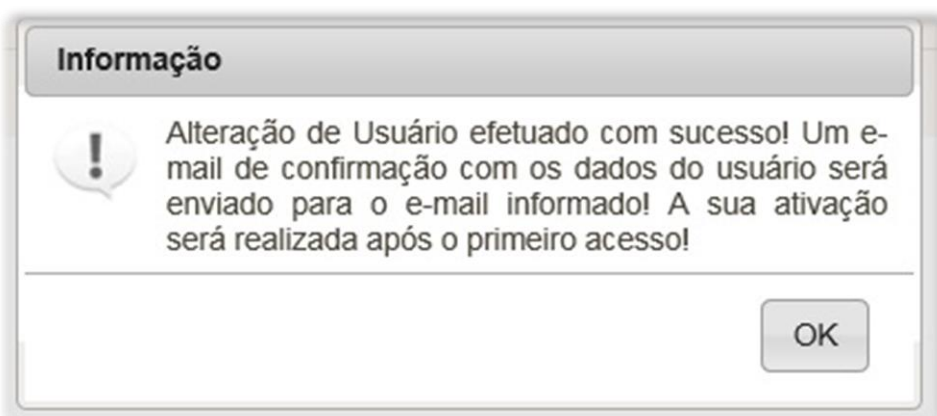 Informação
Alteração de Usuário efetuado com sucesso! Um e-
mail de confirmação com os dados do usuário será
enviado para o e-mail informado! A sua ativação
será realizada após o primeiro acesso!
OK